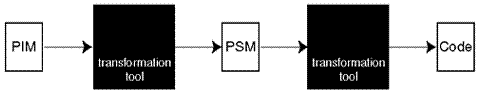 PIM
transformation
tool
PSM
transformation
tool
Code